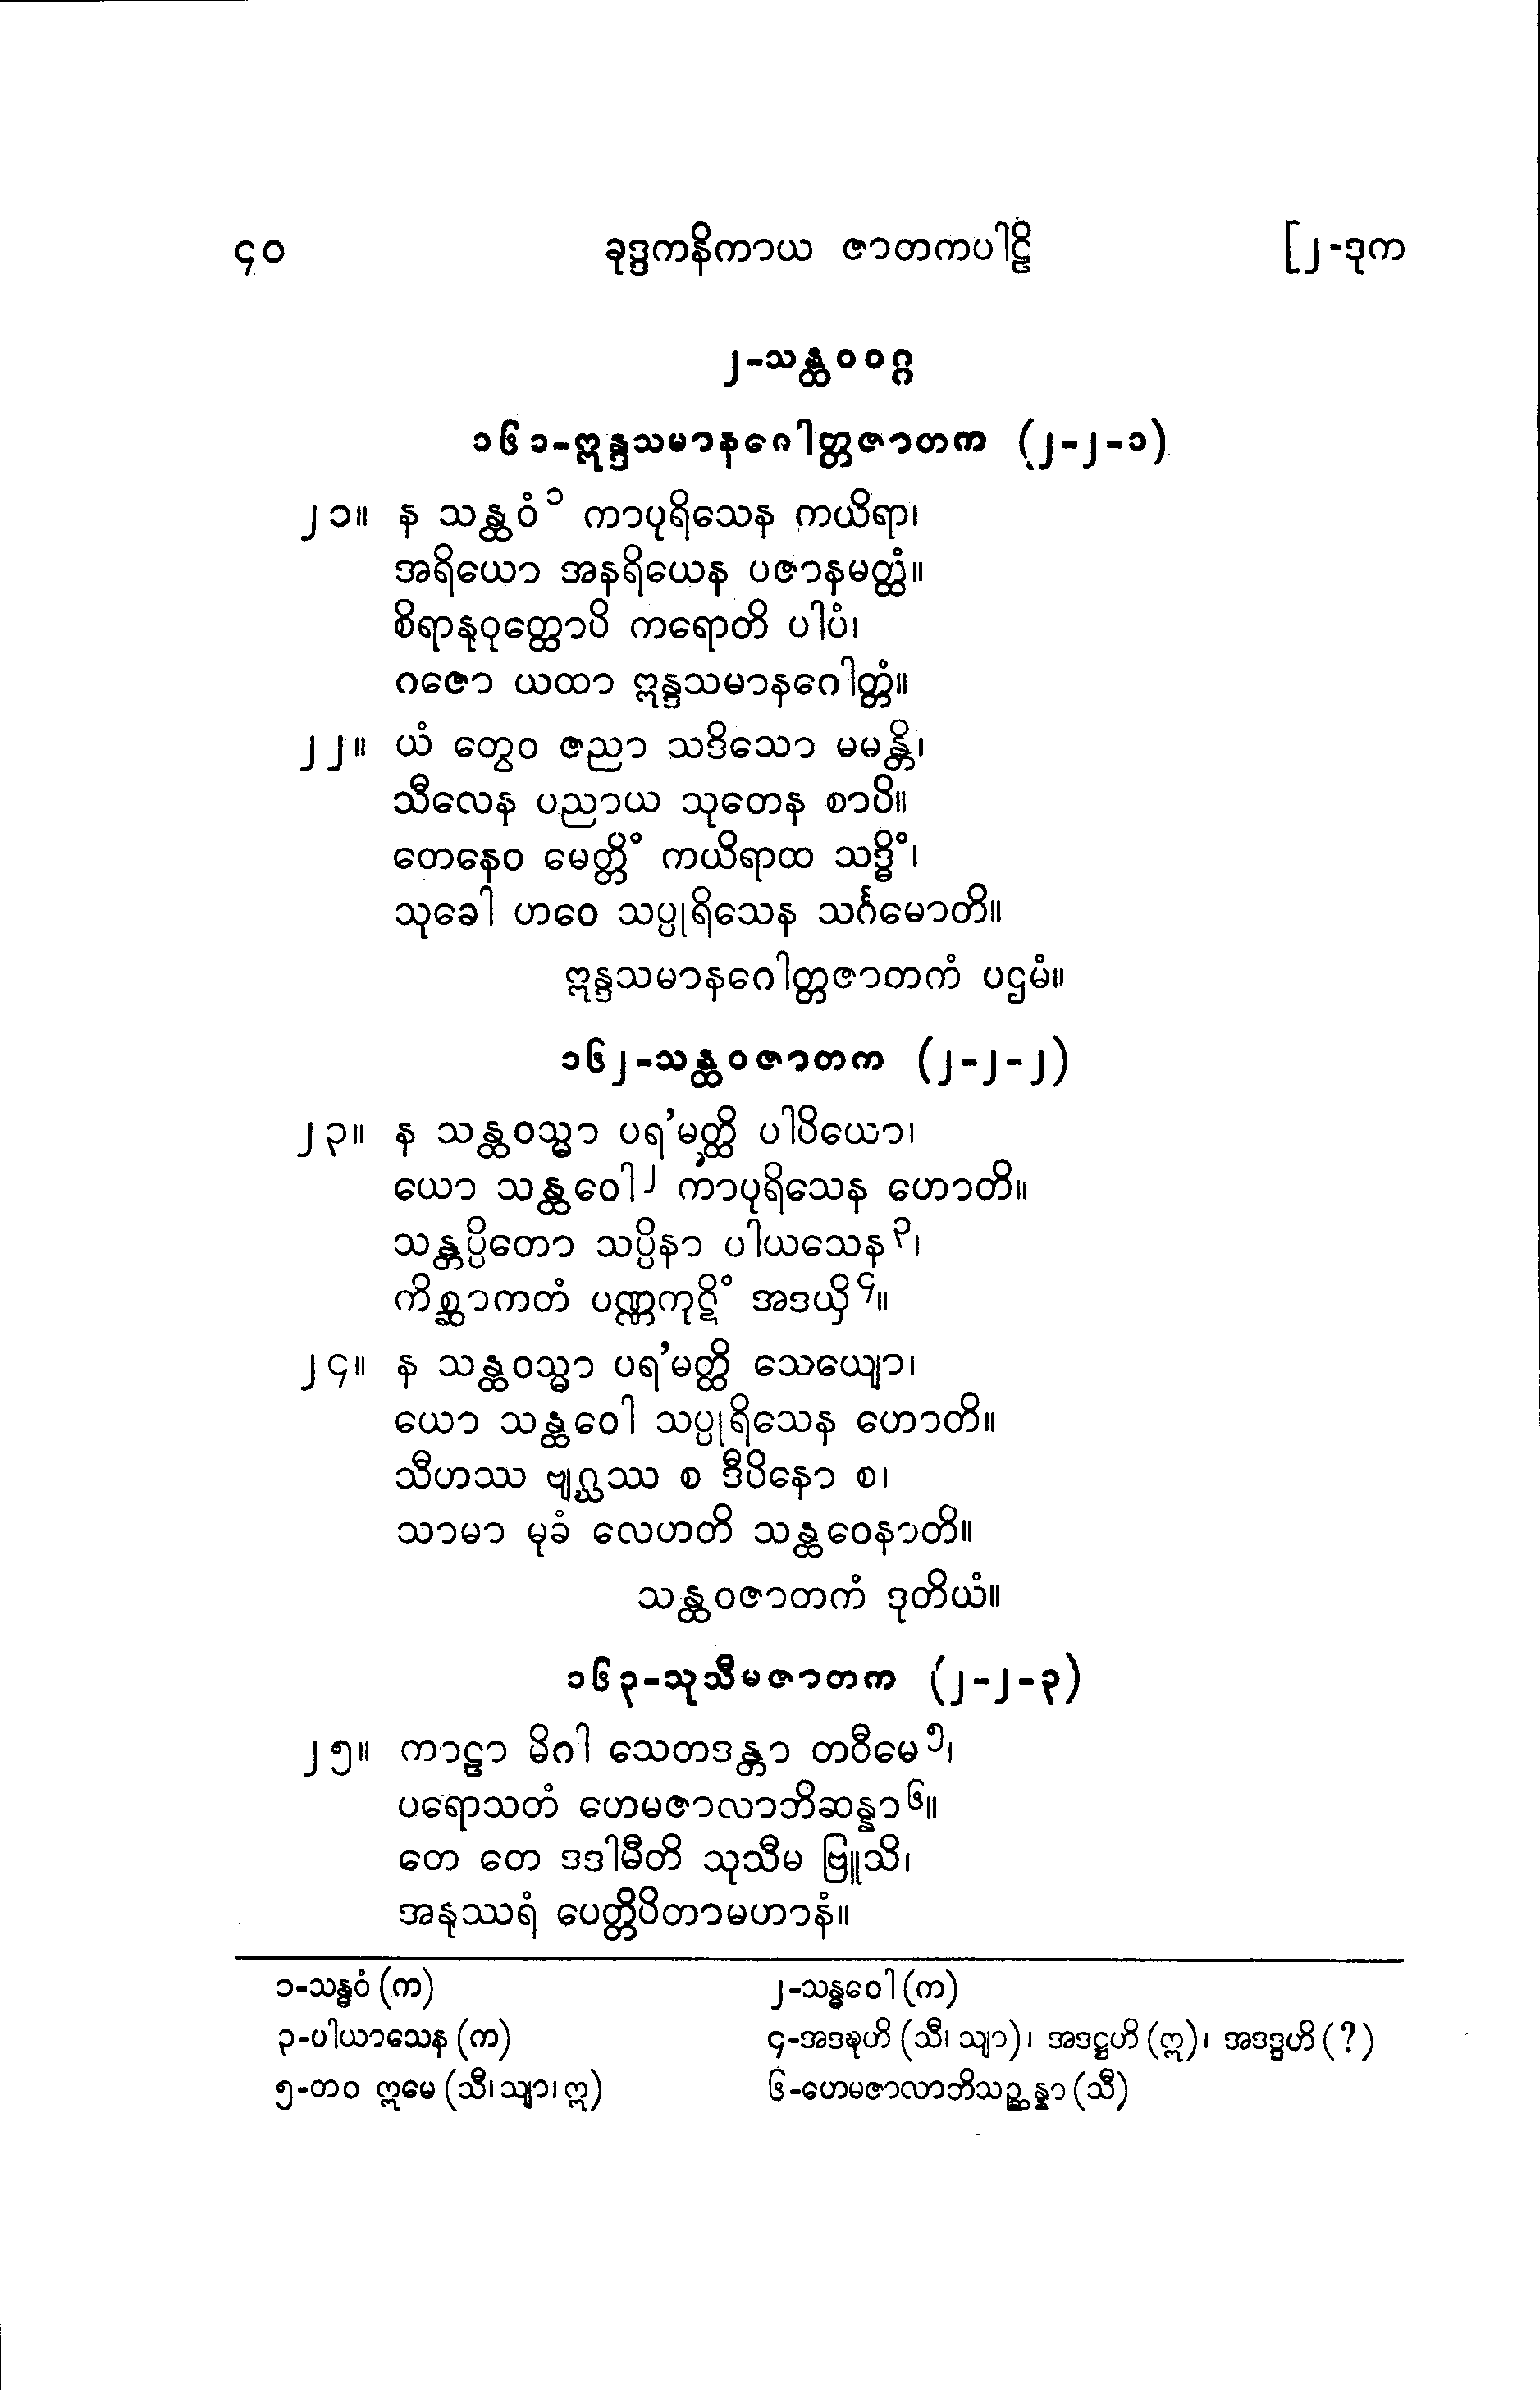 ၄၀ ခုဒ္ဒကနိကာယ ဇာတကပါဠိ [၂-ဒုက
၂-သန္ထဝဝဂ္ဂ
၁၆၁-ဣန္ဒသမာနဂေါတ္တဇာတက (၂-၂-၁)
၂၁။ န သန္ထဝံ ၁ ကာပုရိသေန ကယိရာ၊
အရိယော အနရိယေန ပဇာနမတ္ထံ။
စိရာနုဝုတ္ထောပိ ကရောတိ ပါပံ၊
ဂဇော ယထာ ဣန္ဒသမာနဂေါတ္တံ။
၂၂။ ယံ တွေဝ ဇညာ သဒိသော မမန္တိ၊
သီလေန ပညာယ သုတေန စာပိ။
တေနေဝ မေတ္တိံ ကယိရာထ သဒ္ဓိံ၊
သုခေါ ဟဝေ သပ္ပုရိသေန သင်္ဂမောတိ။
ဣန္ဒသမာနဂေါတ္တဇာတကံ ပဌမံ။
၁၆၂-သန္ထဝဇာတက (၂-၂-၂)
၂၃။ န သန္ထဝသ္မာ ပရ’မတ္ထိ ပါပိယော၊
ယော သန္ထဝေါ ၂ ကာပုရိသေန ဟောတိ။
သန္တပ္ပိတော သပ္ပိနာ ပါယသေန ၃၊
ကိစ္ဆာကတံ ပဏ္ဏကုဋိံ အဒယှိ ၄။
၂၄။ န သန္ထဝသ္မာ ပရ’မတ္ထိ သေယျော၊
ယော သန္ထဝေါ သပ္ပုရိသေန ဟောတိ။
သီဟဿ ဗျဂ္ဃဿ စ ဒီပိနော စ၊
သာမာ မုခံ လေဟတိ သန္ထဝေနာတိ။
သန္ထဝဇာတကံ ဒုတိယံ။
၁၆၃-သုသီမဇာတက (၂-၂-၃)
၂၅။ ကာဠာ မိဂါ သေတဒန္တာ တဝီမေ ၅၊
ပရောသတံ ဟေမဇာလာဘိဆန္နာ ၆။
တေ တေ ဒဒါမီတိ သုသီမ ဗြူသိ၊
အနုဿရံ ပေတ္တိပိတာမဟာနံ။
၁-သန္ဓဝံ (က) ၂-သန္ဓဝေါ (က)
၃-ပါယာသေန (က) ၄-အဒဍ္ဎဟိ (သီ၊ သျာ)၊ အဒဋ္ဌဟိ (ဣ)၊ အဒဒ္ဒဟိ (?)
၅-တဝ ဣမေ (သီ၊ သျာ၊ ဣ) ၆-ဟေမဇာလာဘိသဉ္ဆန္နာ (သီ)